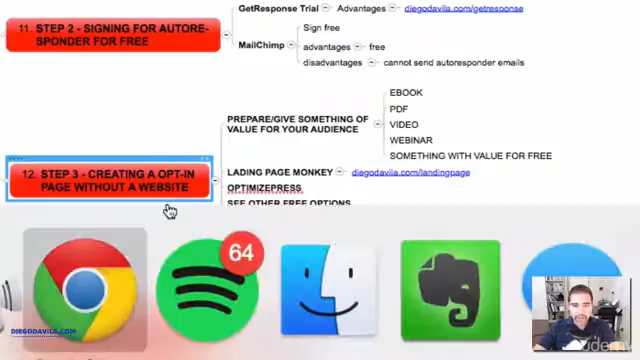 GetResponse Trial Advantages diegodavila.com/getresponse
11. STEP 2 - SIGNING FOR AUTORE-
SPONDER FOR FREE
Sign free
MailChimp advantages free
disadvantages cannot send autoresponder emails
EBOOK
PDF
PREPARE/GIVE SOMETHING OF
VALUE FOR YOUR AUDIENCE
VIDEO
WEBINAR
SOMETHING WITH VALUE FOR FREE
12. STEP 3 - CREATING A OPT-IN
PAGE WITHOUT A WEBSITE
LADING PAGE MONKEY diegodavila.com/landingpage
OPTIMIZEPRESS
SEE OTHER FREE OPTIONS
64
DIEGODAVILA.COM
Udemy